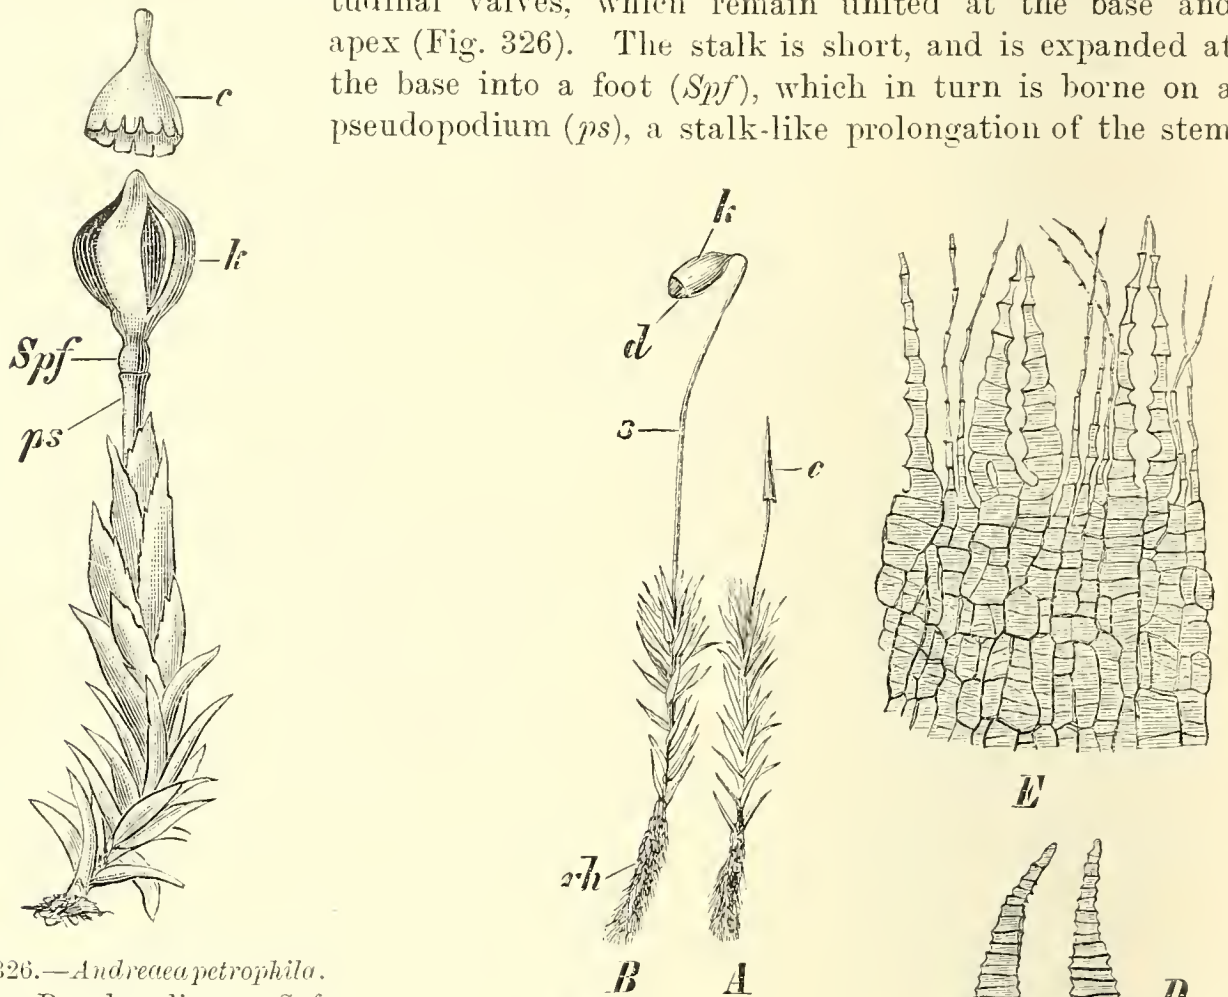 tudinal valves, which remain united at the base and
apex (Fig. 326). The stalk is short, and is expanded at
the base into a foot (Spf), which in turn is borne on a
pseudopodium (ps), a stalk-like prolongation of the stem
c
k
Spf
ps
k
d
s
c
rh
B
A
E
D
326.—Andreaea petrophila.